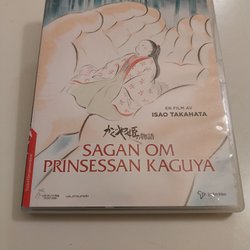 EN FILM AV
ISAO TAKAHATA
かぐや姫の物語
SAGAN OM
PRINSESSAN KAGUYA